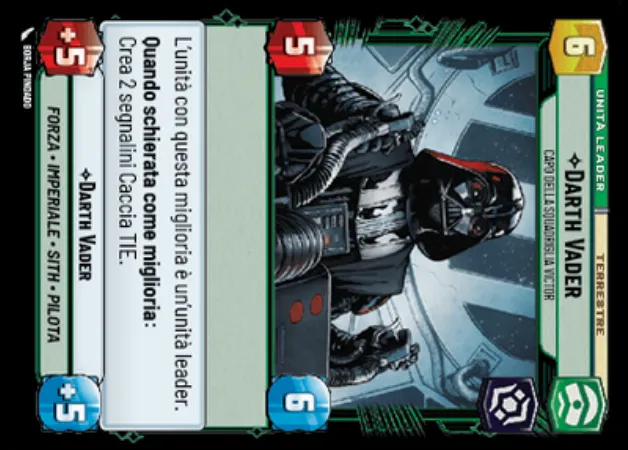 6
UNITÀ LEADER
TERRESTRE
DARTH VADER
CAPO DELLA SQUADRIGLIA VICTOR
5
6
L'unità con questa miglioria è un'unità leader.
Quando schierata come miglioria:
Crea 2 segnalini Caccia TIE.
+5
DARTH VADER
+5
FORZA • IMPERIALE • SITH • PILOTA
BORJA PINDADO